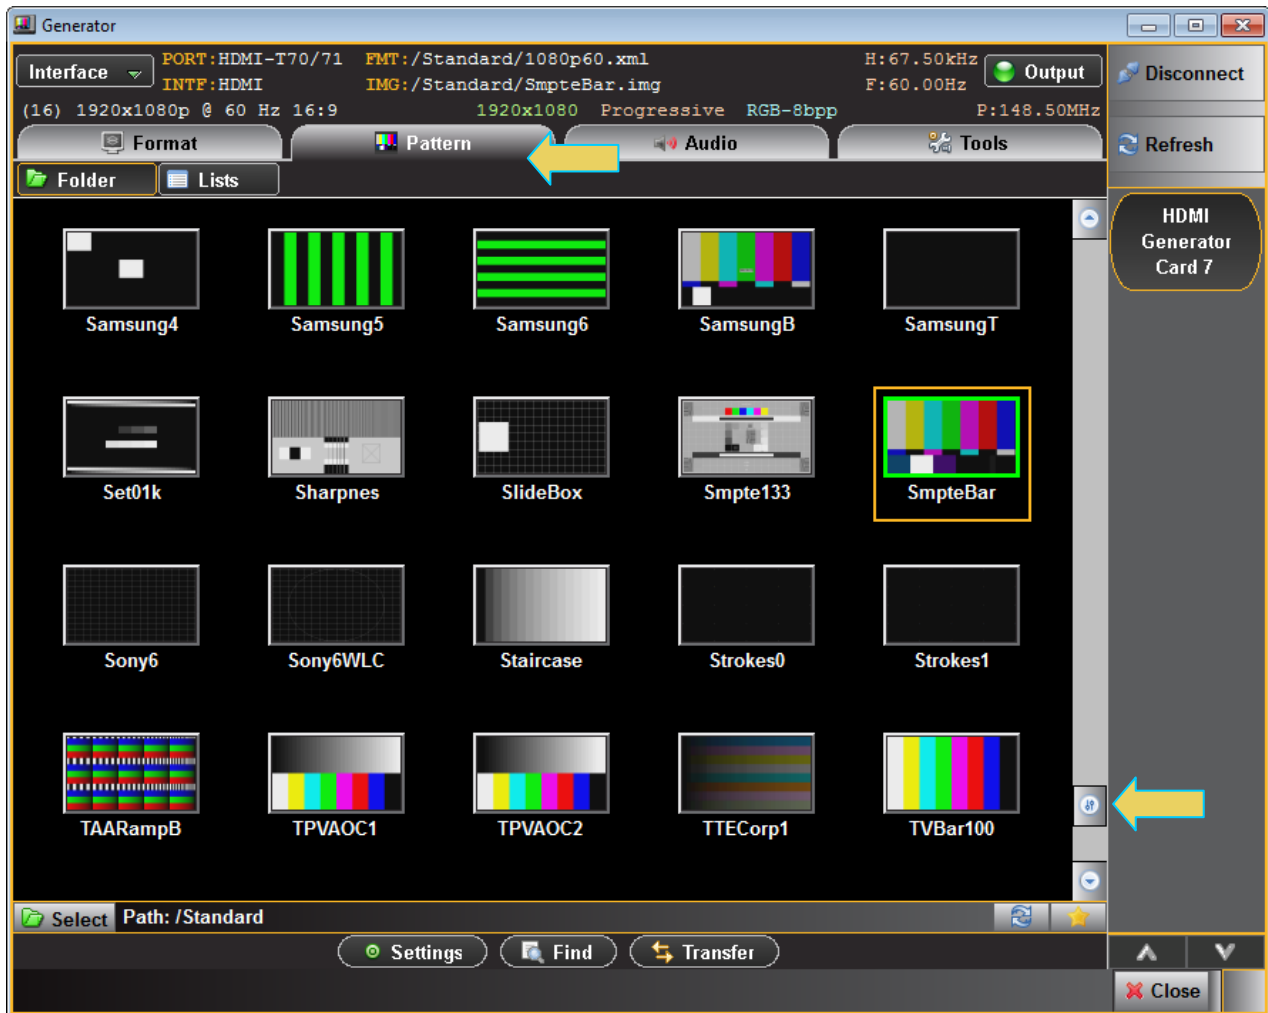 Generator
Interface
PORT:HDMI-T70/71 FMT:/Standard/1080p60.xml H:67.50kHz
INTF:HDMI IMG:/Standard/SmpteBar.img F:60.00Hz
Output
(16) 1920x1080p @ 60 Hz 16:9 1920x1080 Progressive RGB-8bpp P:148.50MHz
Disconnect
Format Pattern Audio Tools
Refresh
Folder Lists
HDMI
Generator
Card 7
Samsung4 Samsung5 Samsung6 SamsungB SamsungT
Set01k Sharpnes SlideBox Smpte133 SmpteBar
Sony6 Sony6WLC Staircase Strokes0 Strokes1
TAARampB TPVAOC1 TPVAOC2 TTECorp1 TVBar100
Select Path: /Standard
Settings Find Transfer
Close